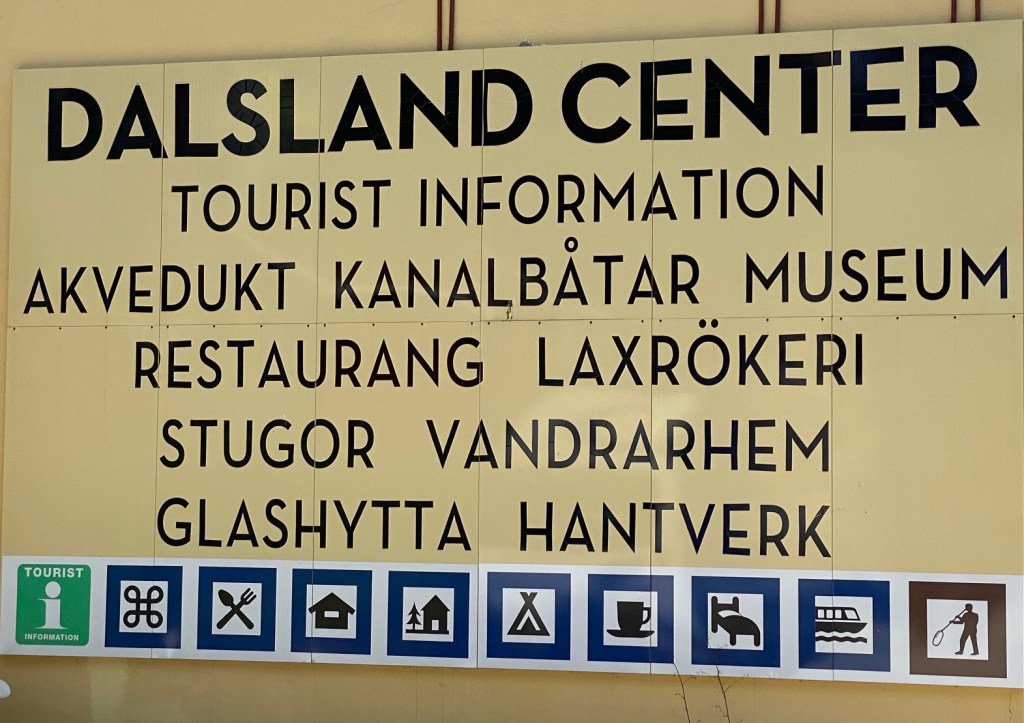 DALSLAND CENTER
TOURIST INFORMATION
AKVEDUKT KANALBÅTAR MUSEUM
RESTAURANG LAXRÖKERI
STUGOR VANDRARHEM
GLASHYTTA HANTVERK
TOURIST
i
INFORMATION